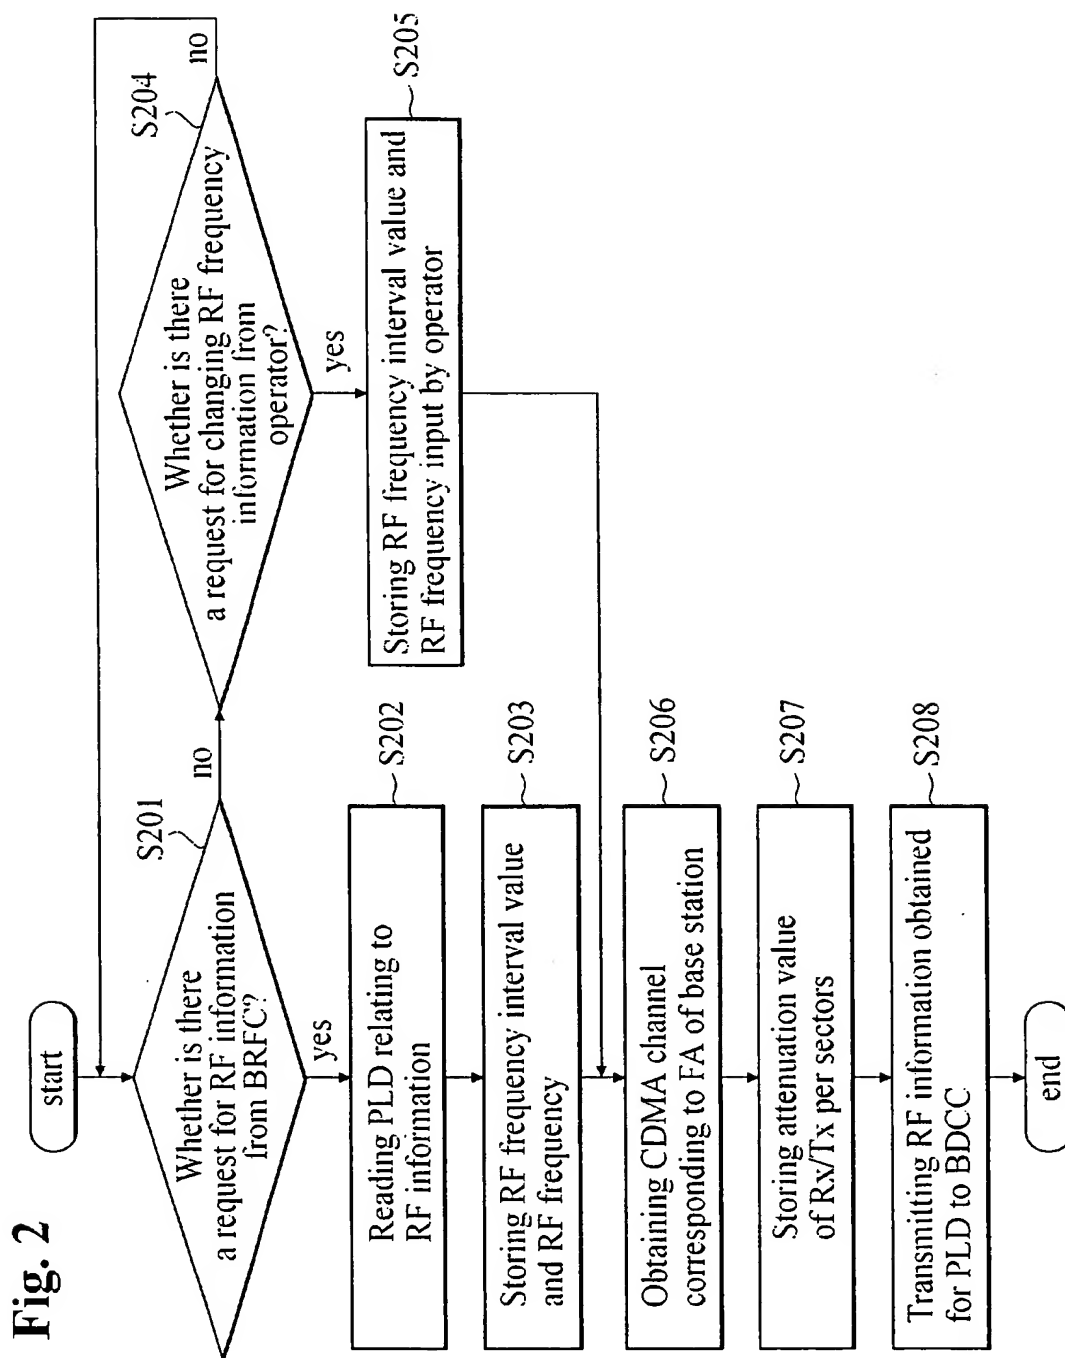 Fig. 2
start
Whether is there
a request for RF information
from BRFC?
S201
no
yes
Whether is there
a request for changing RF frequency
information from
operator?
S204
no
yes
Reading PLD relating to
RF information
S202
Storing RF frequency interval value
and RF frequency
S203
Storing RF frequency interval value and
RF frequency input by operator
S205
Obtaining CDMA channel
corresponding to FA of base station
S206
Storing attenuation value
of Rx/Tx per sectors
S207
Transmitting RF information obtained
for PLD to BDCC
S208
end